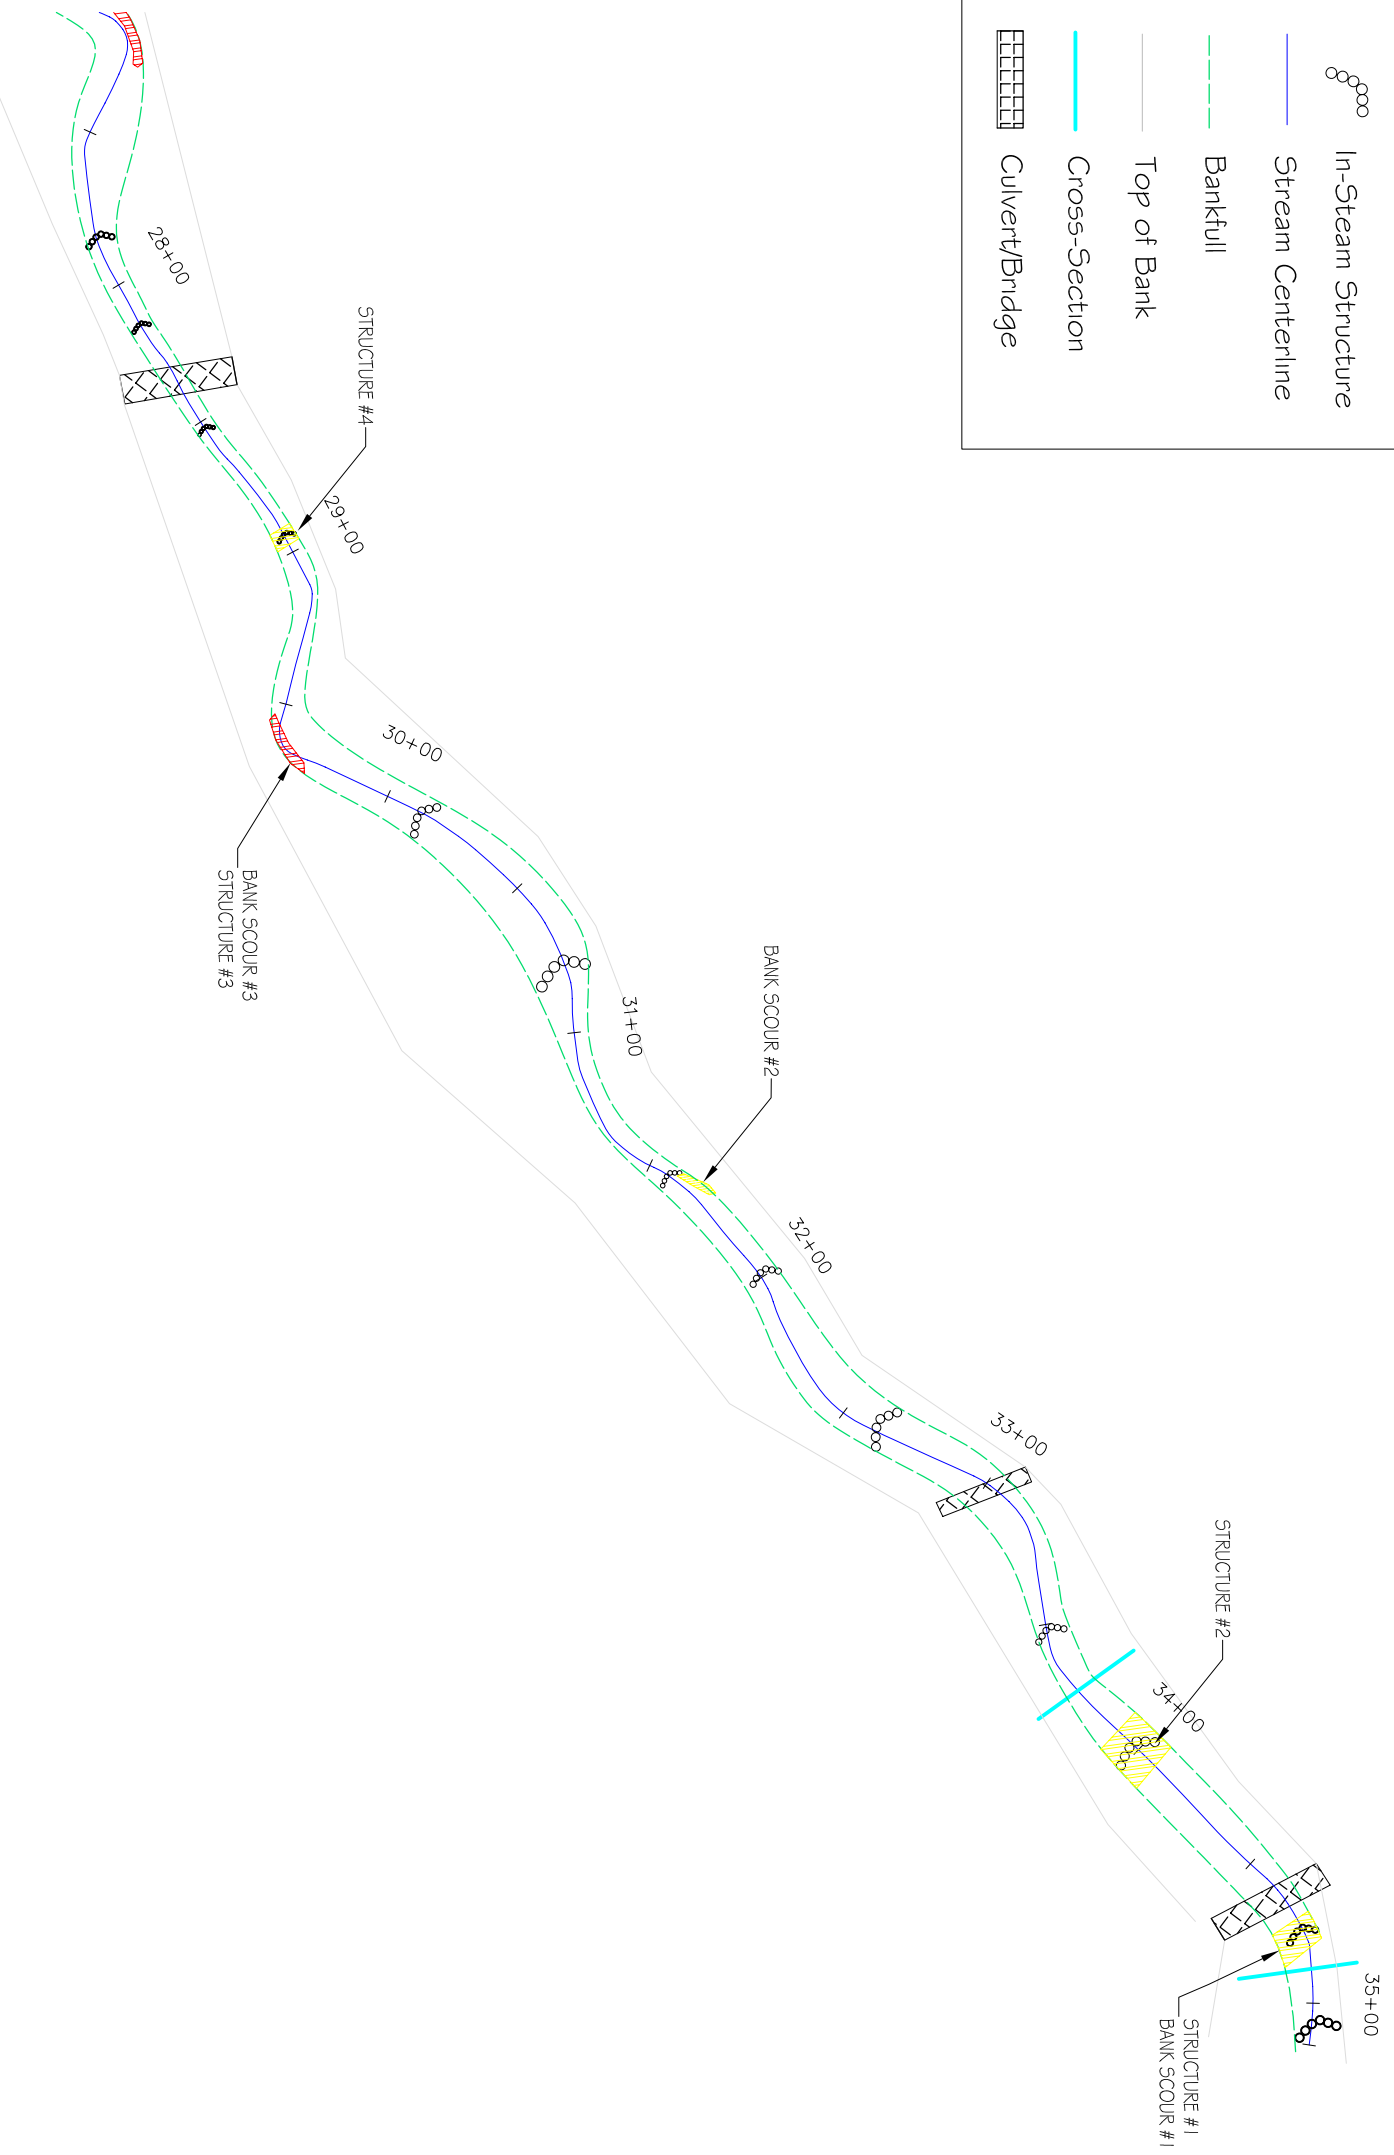 In-Steam Structure
Stream Centerline
Bankfull
Top of Bank
Cross-Section
Culvert/Bridge
28+00
STRUCTURE #4
29+00
30+00
BANK SCOUR #3
STRUCTURE #3
31+00
BANK SCOUR #2
32+00
33+00
STRUCTURE #2
34+00
35+00
STRUCTURE #1
BANK SCOUR #1